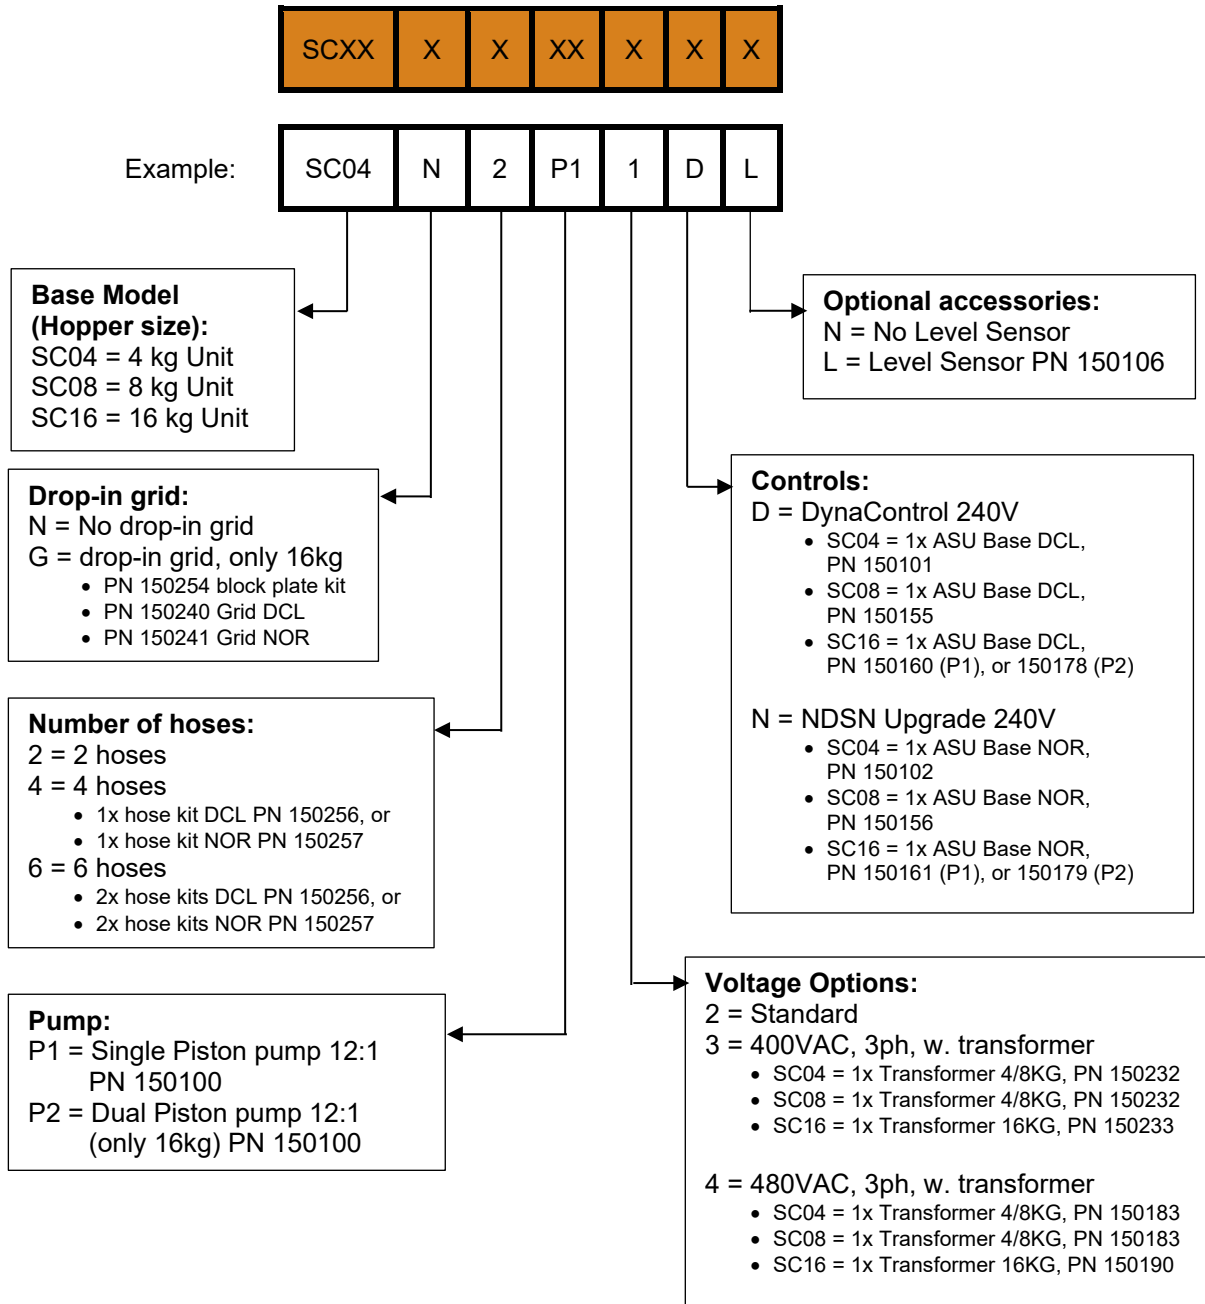 SCXX X X XX X X X
Example: SC04 N 2 P1 1 D L
Base Model
(Hopper size):
SC04 = 4 kg Unit
SC08 = 8 kg Unit
SC16 = 16 kg Unit
Optional accessories:
N = No Level Sensor
L = Level Sensor PN 150106
Drop-in grid:
N = No drop-in grid
G = drop-in grid, only 16kg
• PN 150254 block plate kit
• PN 150240 Grid DCL
• PN 150241 Grid NOR
Controls:
D = DynaControl 240V
• SC04 = 1x ASU Base DCL,
PN 150101
• SC08 = 1x ASU Base DCL,
PN 150155
• SC16 = 1x ASU Base DCL,
PN 150160 (P1), or 150178 (P2)
N = NDSN Upgrade 240V
• SC04 = 1x ASU Base NOR,
PN 150102
• SC08 = 1x ASU Base NOR,
PN 150156
• SC16 = 1x ASU Base NOR,
PN 150161 (P1), or 150179 (P2)
Number of hoses:
2 = 2 hoses
4 = 4 hoses
• 1x hose kit DCL PN 150256, or
• 1x hose kit NOR PN 150257
6 = 6 hoses
• 2x hose kits DCL PN 150256, or
• 2x hose kits NOR PN 150257
Pump:
P1 = Single Piston pump 12:1
PN 150100
P2 = Dual Piston pump 12:1
(only 16kg) PN 150100
Voltage Options:
2 = Standard
3 = 400VAC, 3ph, w. transformer
• SC04 = 1x Transformer 4/8KG, PN 150232
• SC08 = 1x Transformer 4/8KG, PN 150232
• SC16 = 1x Transformer 16KG, PN 150233
4 = 480VAC, 3ph, w. transformer
• SC04 = 1x Transformer 4/8KG, PN 150183
• SC08 = 1x Transformer 4/8KG, PN 150183
• SC16 = 1x Transformer 16KG, PN 150190